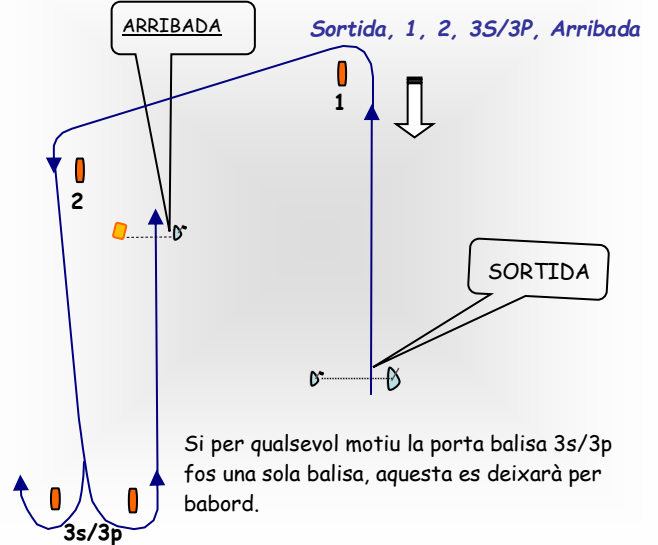 ARRIBADA
Sortida, 1, 2, 3S/3P, Arribada
1
2
SORTIDA
Si per qualsevol motiu la porta balisa 3s/3p
fos una sola balisa, aquesta es deixarà per
babord.
3s/3p